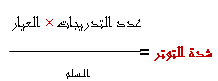 عدد التدريجات × العيار
شدة التوتر =
السلم